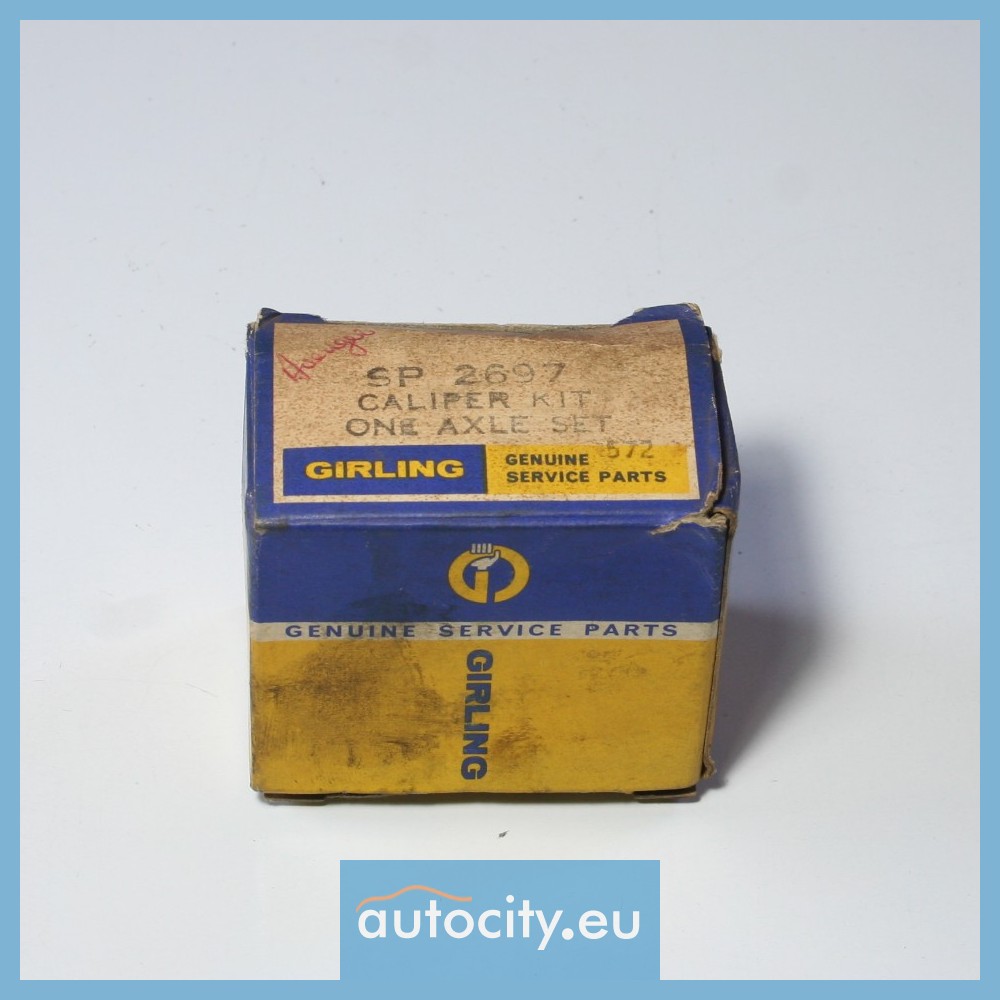 SP 2697
CALIPER KIT
ONE AXLE SET
572
GIRLING
GENUINE
SERVICE PARTS
GENUINE SERVICE PARTS
GIRLING
autocity.eu